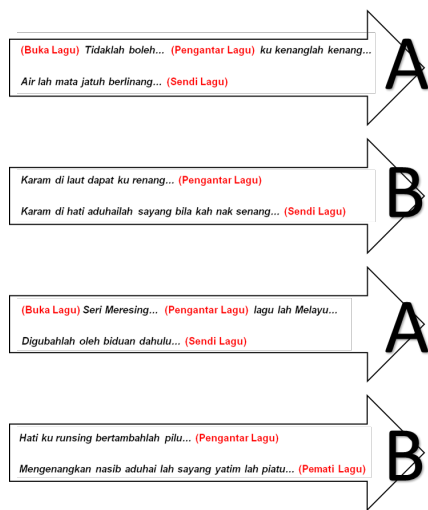 (Buka Lagu) Tidaklah boleh... (Pengantar Lagu) ku kenanglah kenang...
Air lah mata jatuh berlinang... (Sendi Lagu)
A
Karam di laut dapat ku renang... (Pengantar Lagu)
Karam di hati aduhailah sayang bila kah nak senang... (Sendi Lagu)
B
(Buka Lagu) Seri Meresing... (Pengantar Lagu) lagu lah Melayu...
Digubahlah oleh biduan dahulu... (Sendi Lagu)
A
Hati ku runsing bertambahlah pilu... (Pengantar Lagu)
Mengenangkan nasib aduhai lah sayang yatim lah piatu... (Pemati Lagu)
B